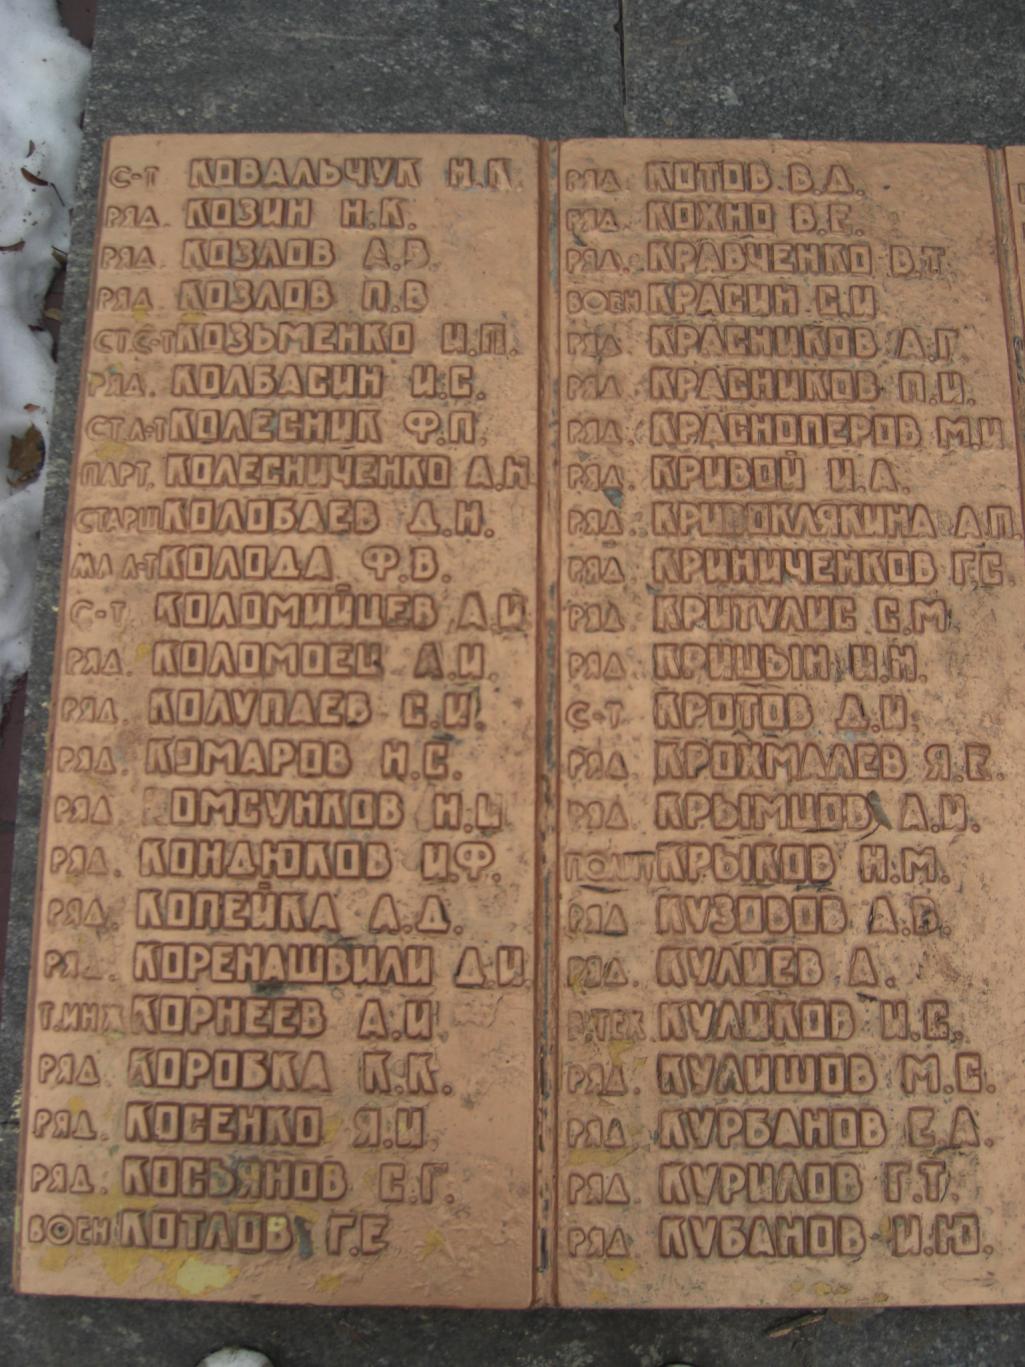 С-Т КОВАЛЬЧУК Н.К.
РЯД. КОЗИН Н.К.
РЯД. КОЗЛОВ А.В.
РЯД. КОЗЛОВ П.В
СТ С-Т КОЗЬМЕНКО И.П.
РЯД. КОЛБАСИН И.С.
СТ Л-Т КОЛЕСНИК Ф.П.
ПАРТ. КОЛЕСНИЧЕНКО А.Н
СТАРШ КОЛОБАЕВ Д.Н.
МЛ Л-Т КОЛОДА Ф.В.
С-Т. КОЛОМИЙЦЕВ А.И.
РЯД. КОЛОМОЕЦ А.И.
РЯД. КОЛУПАЕВ С.И.
РЯД. КОМАРОВ Н.С.
РЯД. ОМСУНКОВ Н.
РЯД. КОНДЮКОВ И.Ф.
РЯД. КОПЕЙКА А.Д.
РЯД. КОРЕНАШВИЛИ Д.И.
Т.ИНЖ КОРНЕЕВ А.И.
РЯД. КОРОБКА К.К.
РЯД. КОСЕНКО Я.И.
РЯД. КОСЬЯНОВ С.Г.
ВОЕН КОТЛОВ Г.Е
РЯД. КОТОВ В.Д.
РЯД. КОХНО В.Е.
РЯД. КРАВЧЕНКО В.Т
ВОЕН КРАСИН С.И
РЯД. КРАСНИКОВ А.Г.
РЯД. КРАСНИКОВ П.И.
РЯД. КРАСНОПЕРОВ М.И
РЯД. КРИВОЙ И.А.
РЯД. КРИВОКЛЯКИНА А.П.
РЯД. КРИНИЧЕНКОВ Г.С.
РЯД. КРИТУЛИС С.М.
РЯД. КРИЦЫН И.Н.
С-Т КРОТОВ Д.И.
РЯД. КРОХМАЛЕВ Я.Е.
РЯД. КРЫМЦОВ А.И.
ПОЛИТ КРЫКОВ Н.М.
РЯД КУЗОВОВ А.В.
РЯД. КУЛИЕВ А.
В.ТЕХ. КУЛИКОВ И.С.
РЯД. КУЛИШОВ М.С.
РЯД. КУРБАНОВ С.А.
РЯД. КУРИЛОВ Г.Т.
РЯД. КУБАНОВ И.Ю.